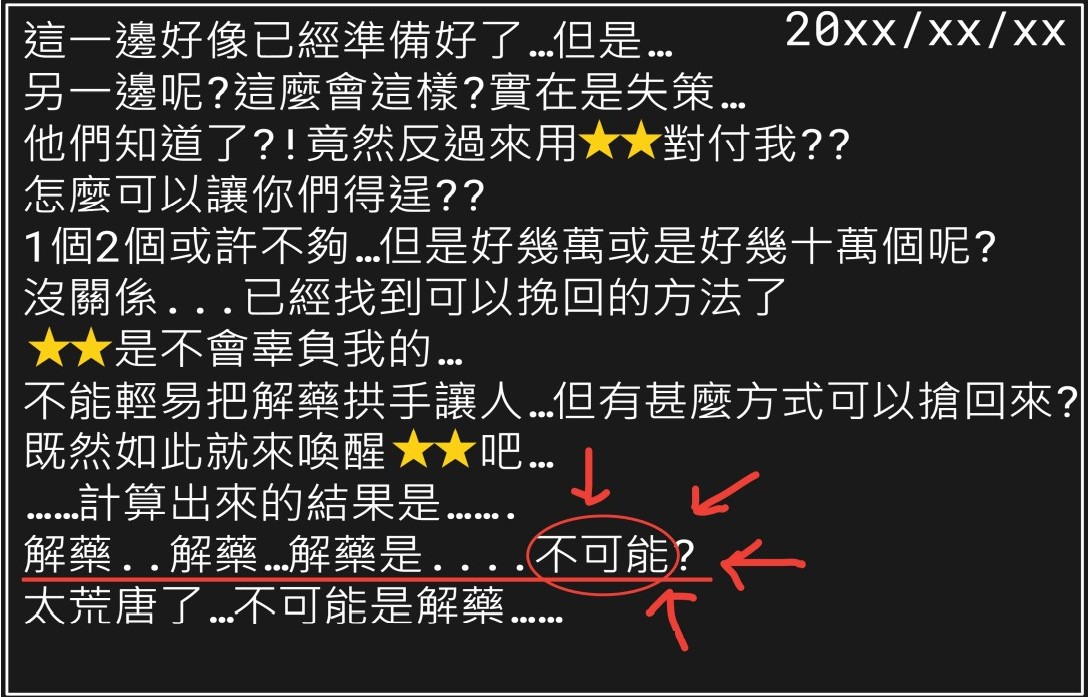 20xx/xx/xx
這一邊好像已經準備好了…但是…
另一邊呢?這麼會這樣?實在是失策…
他們知道了?!竟然反過來用★★對付我??
怎麼可以讓你們得逞??
1個2個或許不夠…但是好幾萬或是好幾十萬個呢?
沒關係...已經找到可以挽回的方法了
★★是不會辜負我的…
不能輕易把解藥拱手讓人…但有甚麼方式可以搶回來?
既然如此就來喚醒★★吧…
……計算出來的結果是…….
解藥..解藥…解藥是....不可能?
太荒唐了…不可能是解藥……